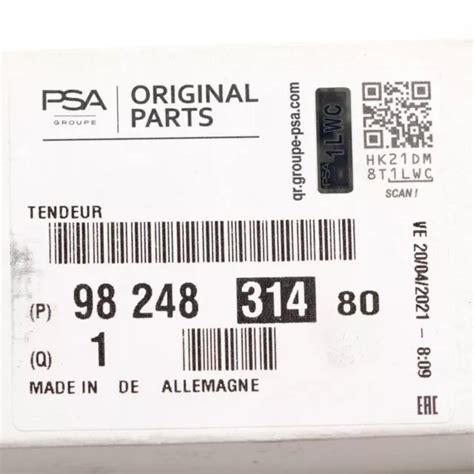 PSA
GROUPE
ORIGINAL
PARTS
qr.groupe-psa.com
PSA 1LWC
HK21DM
8T1LWC
SCAN!
TENDEUR
(P) 98 248 314 80
(Q) 1
MADE IN DE ALLEMAGNE
VE 20/04/2021 - 8:09
EAC